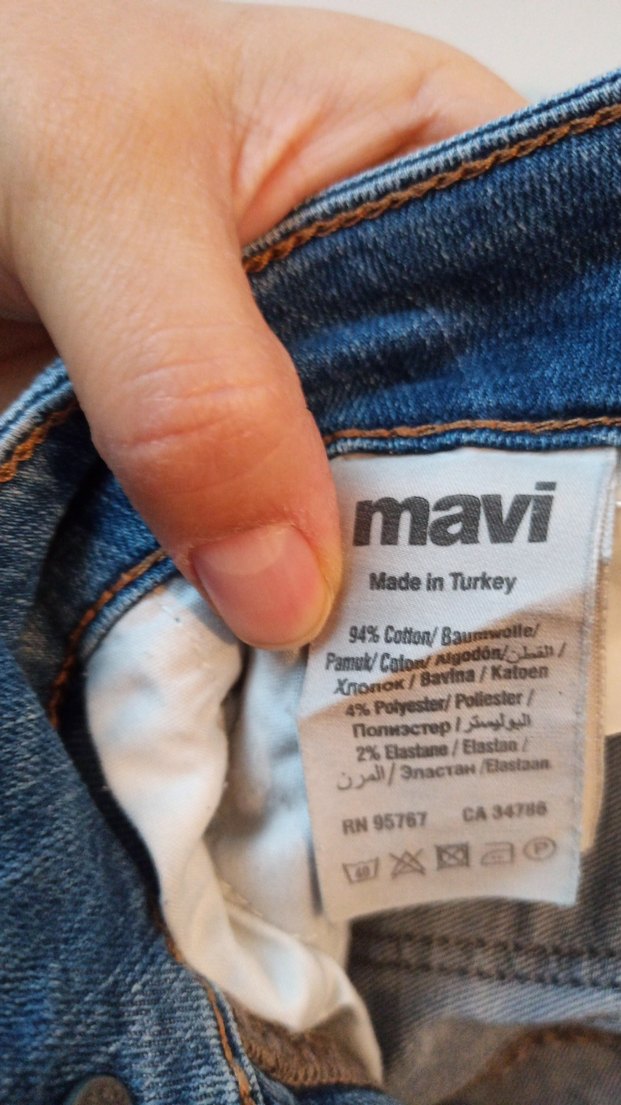 mavi
Made in Turkey
94% Cotton/ Baumwolle/
Pamuk/ Coton/ Algodón/القطن/
Хлопок / Bavlna / Katoen
4% Polyester/ Poliester /
Полиэстер / البوليستر
2% Elastane / Elastan /
المرن / Эластан /Elastaan
RN 95767 CA 34786
40 P